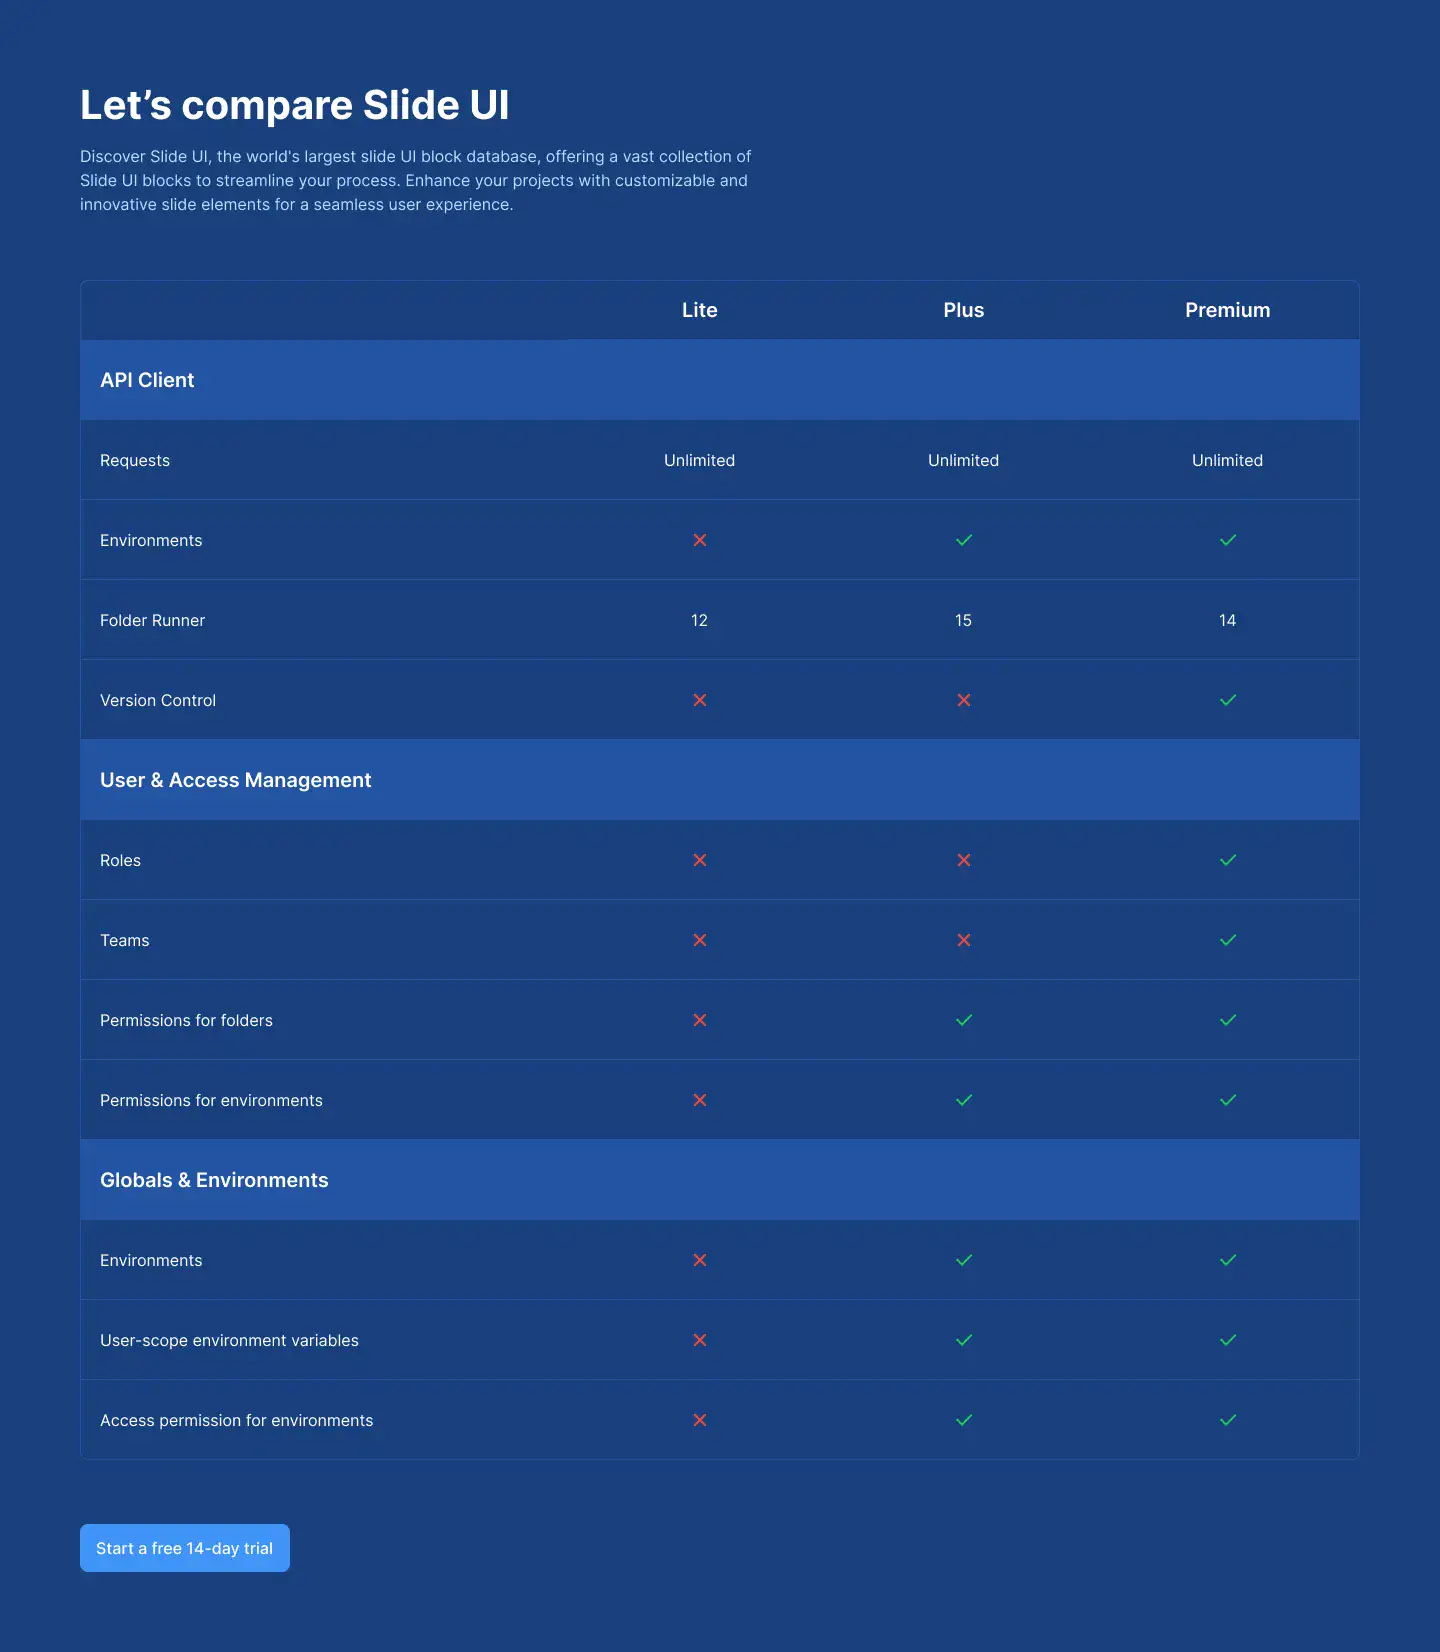 Let’s compare Slide UI
Discover Slide UI, the world's largest slide UI block database, offering a vast collection of
Slide UI blocks to streamline your process. Enhance your projects with customizable and
innovative slide elements for a seamless user experience.
Lite Plus Premium
API Client
Requests Unlimited Unlimited Unlimited
Environments
Folder Runner 12 15 14
Version Control
User & Access Management
Roles
Teams
Permissions for folders
Permissions for environments
Globals & Environments
Environments
User-scope environment variables
Access permission for environments
Start a free 14-day trial